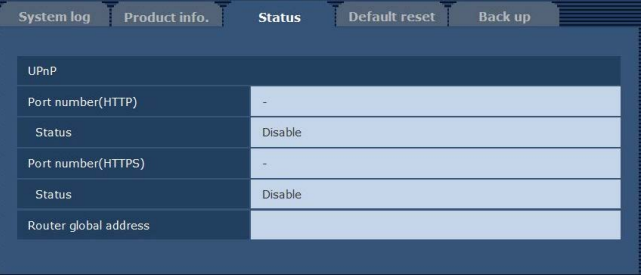 System log Product info. Status Default reset Back up
UPnP
Port number(HTTP) -
Status Disable
Port number(HTTPS) -
Status Disable
Router global address